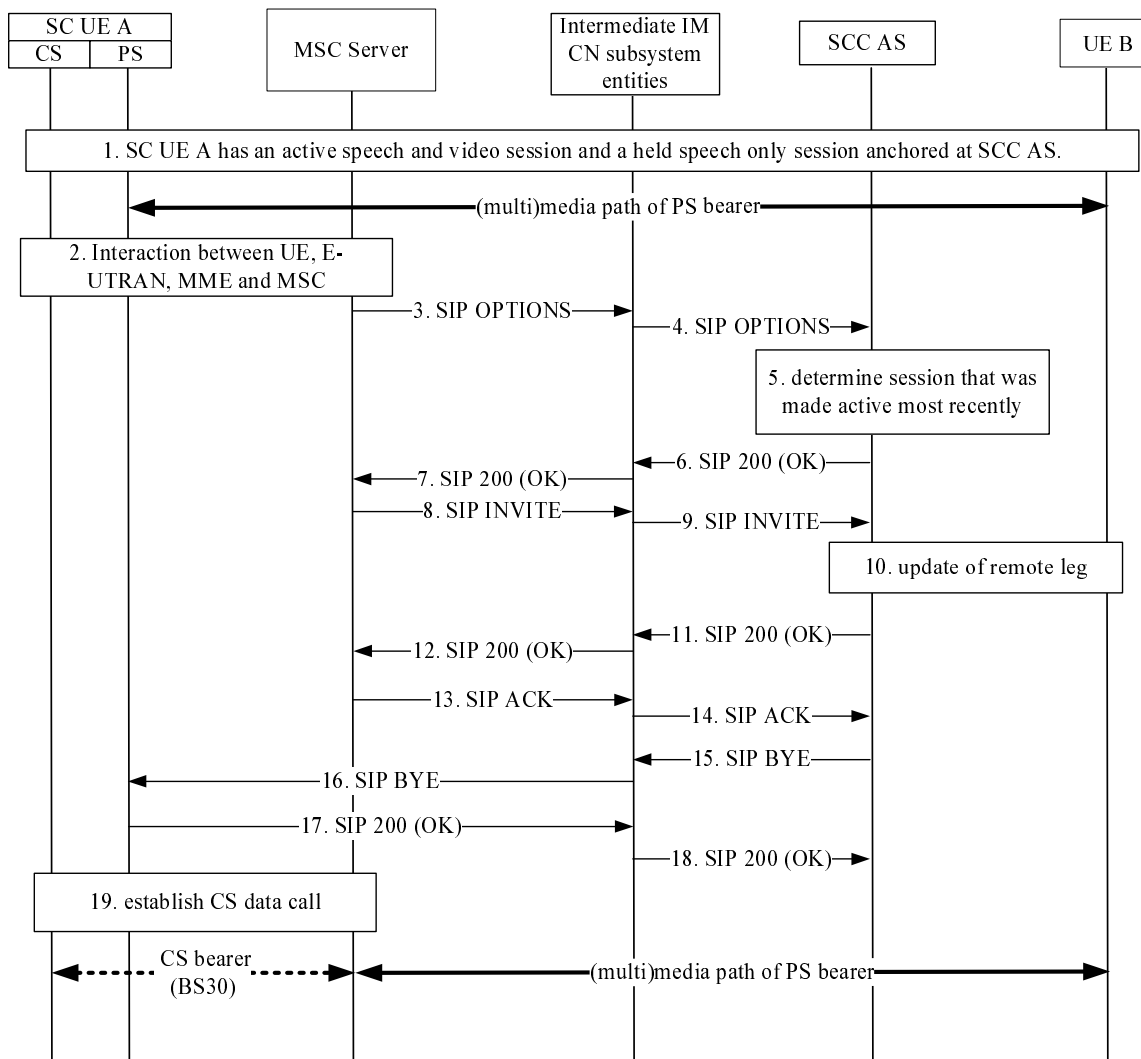 SC UE A
CS
PS
MSC Server
Intermediate IM
CN subsystem
entities
SCC AS
UE B
1. SC UE A has an active speech and video session and a held speech only session anchored at SCC AS.
(multi)media path of PS bearer
2. Interaction between UE, E-
UTRAN, MME and MSC
3. SIP OPTIONS
4. SIP OPTIONS
5. determine session that was
made active most recently
6. SIP 200 (OK)
7. SIP 200 (OK)
8. SIP INVITE
9. SIP INVITE
10. update of remote leg
11. SIP 200 (OK)
12. SIP 200 (OK)
13. SIP ACK
14. SIP ACK
15. SIP BYE
16. SIP BYE
17. SIP 200 (OK)
18. SIP 200 (OK)
19. establish CS data call
CS bearer
(BS30)
(multi)media path of PS bearer